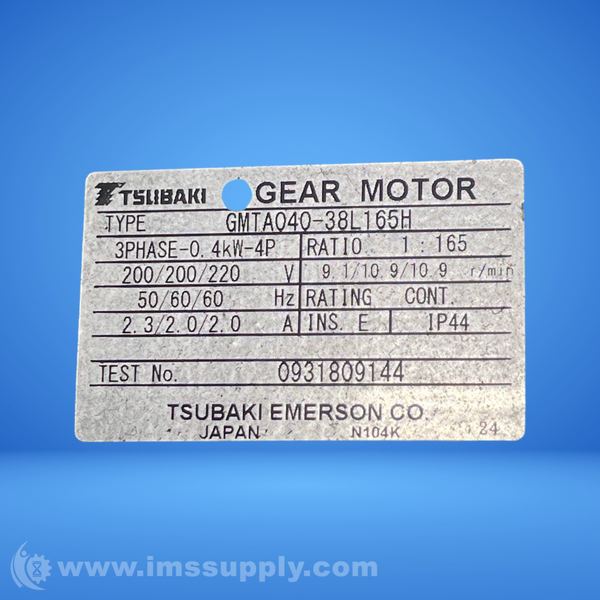 TSUBAKI GEAR MOTOR
TYPE GMTA040-38L165H
3PHASE-0.4kW-4P RATIO 1:165
200/200/220 V 9.1/10.9/10.9 r/min
50/60/60 Hz RATING CONT.
2.3/2.0/2.0 A INS. E IP44
TEST No. 0931809144
TSUBAKI EMERSON CO.
JAPAN N104K 24
www.imssupply.com